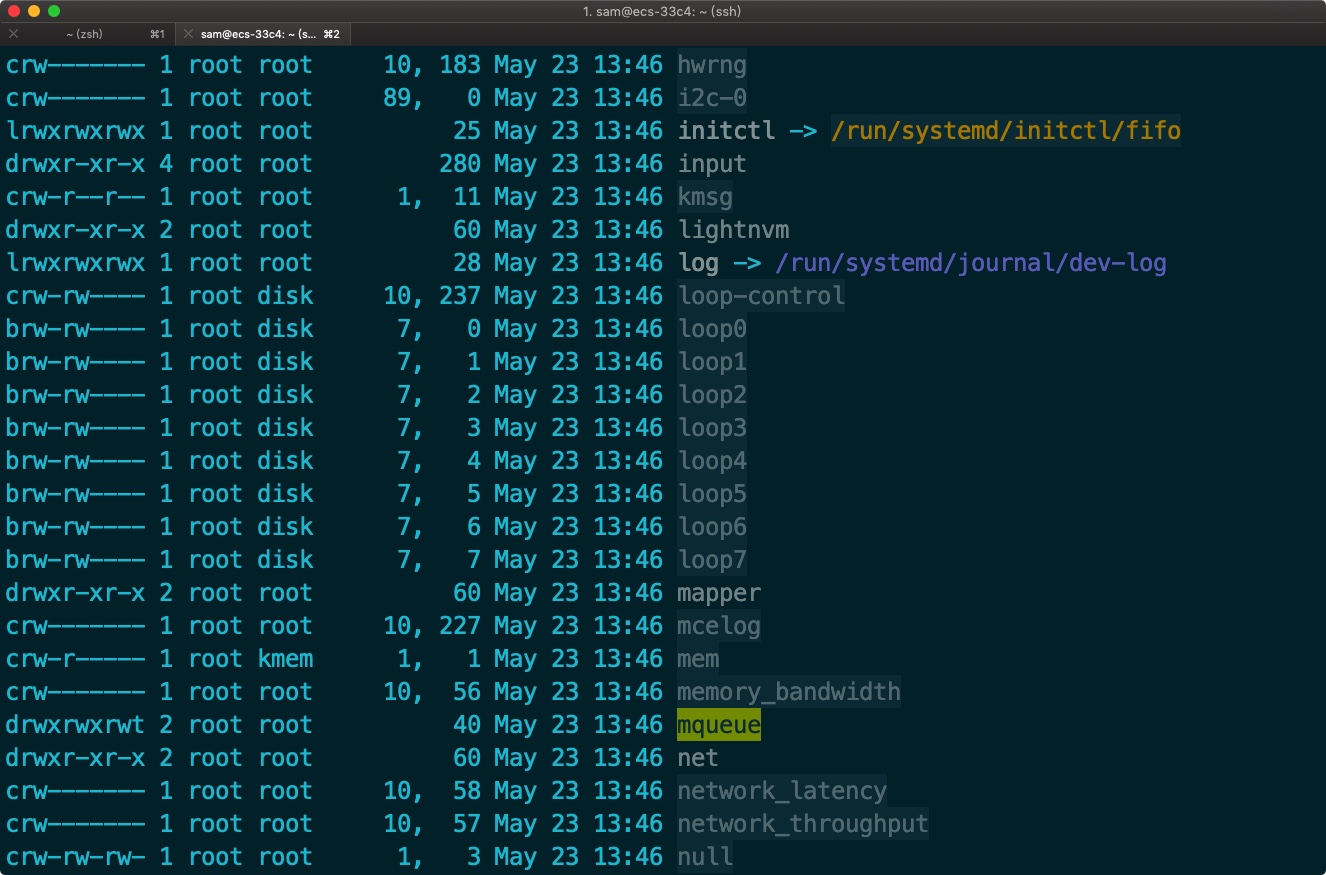 1. sam@ecs-33c4: ~ (ssh)
~ (zsh) ⌘1 sam@ecs-33c4: ~ (s... ⌘2
crw------- 1 root root     10, 183 May 23 13:46 hwrng
crw------- 1 root root     89,   0 May 23 13:46 i2c-0
lrwxrwxrwx 1 root root          25 May 23 13:46 initctl -> /run/systemd/initctl/fifo
drwxr-xr-x 4 root root         280 May 23 13:46 input
crw-r--r-- 1 root root      1,  11 May 23 13:46 kmsg
drwxr-xr-x 2 root root          60 May 23 13:46 lightnvm
lrwxrwxrwx 1 root root          28 May 23 13:46 log -> /run/systemd/journal/dev-log
crw-rw---- 1 root disk     10, 237 May 23 13:46 loop-control
brw-rw---- 1 root disk      7,   0 May 23 13:46 loop0
brw-rw---- 1 root disk      7,   1 May 23 13:46 loop1
brw-rw---- 1 root disk      7,   2 May 23 13:46 loop2
brw-rw---- 1 root disk      7,   3 May 23 13:46 loop3
brw-rw---- 1 root disk      7,   4 May 23 13:46 loop4
brw-rw---- 1 root disk      7,   5 May 23 13:46 loop5
brw-rw---- 1 root disk      7,   6 May 23 13:46 loop6
brw-rw---- 1 root disk      7,   7 May 23 13:46 loop7
drwxr-xr-x 2 root root          60 May 23 13:46 mapper
crw------- 1 root root     10, 227 May 23 13:46 mcelog
crw-r----- 1 root kmem      1,   1 May 23 13:46 mem
crw------- 1 root root     10,  56 May 23 13:46 memory_bandwidth
drwxrwxrwt 2 root root          40 May 23 13:46 mqueue
drwxr-xr-x 2 root root          60 May 23 13:46 net
crw------- 1 root root     10,  58 May 23 13:46 network_latency
crw------- 1 root root     10,  57 May 23 13:46 network_throughput
crw-rw-rw- 1 root root      1,   3 May 23 13:46 null